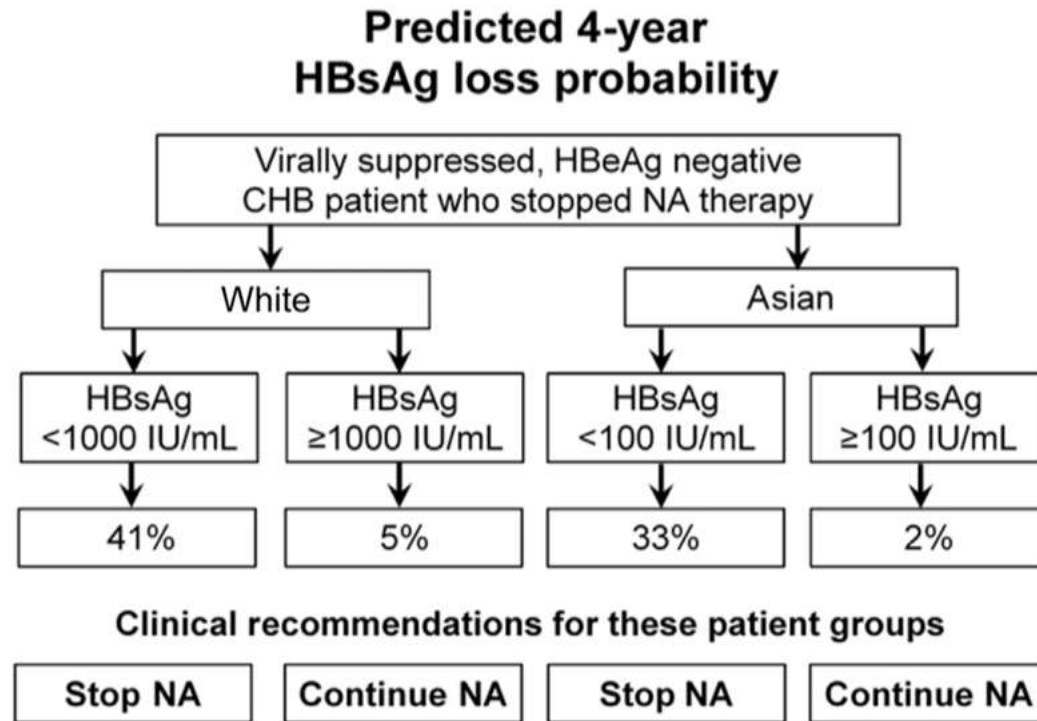 Predicted 4-year
HBsAg loss probability
Virally suppressed, HBeAg negative
CHB patient who stopped NA therapy
White
Asian
HBsAg
<1000 IU/mL
HBsAg
≥1000 IU/mL
HBsAg
<100 IU/mL
HBsAg
≥100 IU/mL
41%
5%
33%
2%
Clinical recommendations for these patient groups
Stop NA
Continue NA
Stop NA
Continue NA